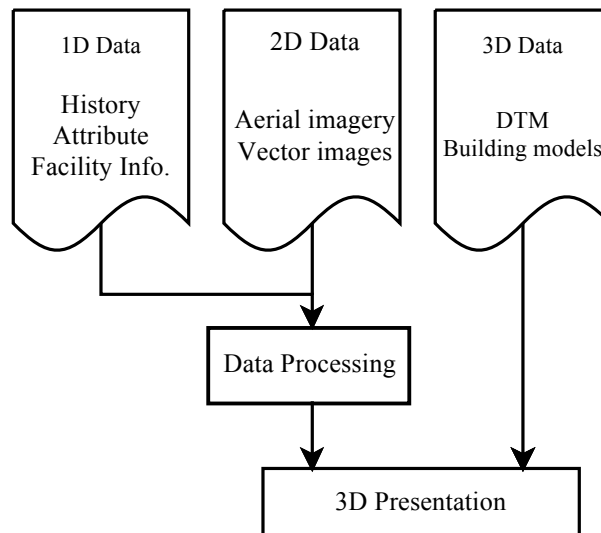 1D Data
History
Attribute
Facility Info.
2D Data
Aerial imagery
Vector images
3D Data
DTM
Building models
Data Processing
3D Presentation